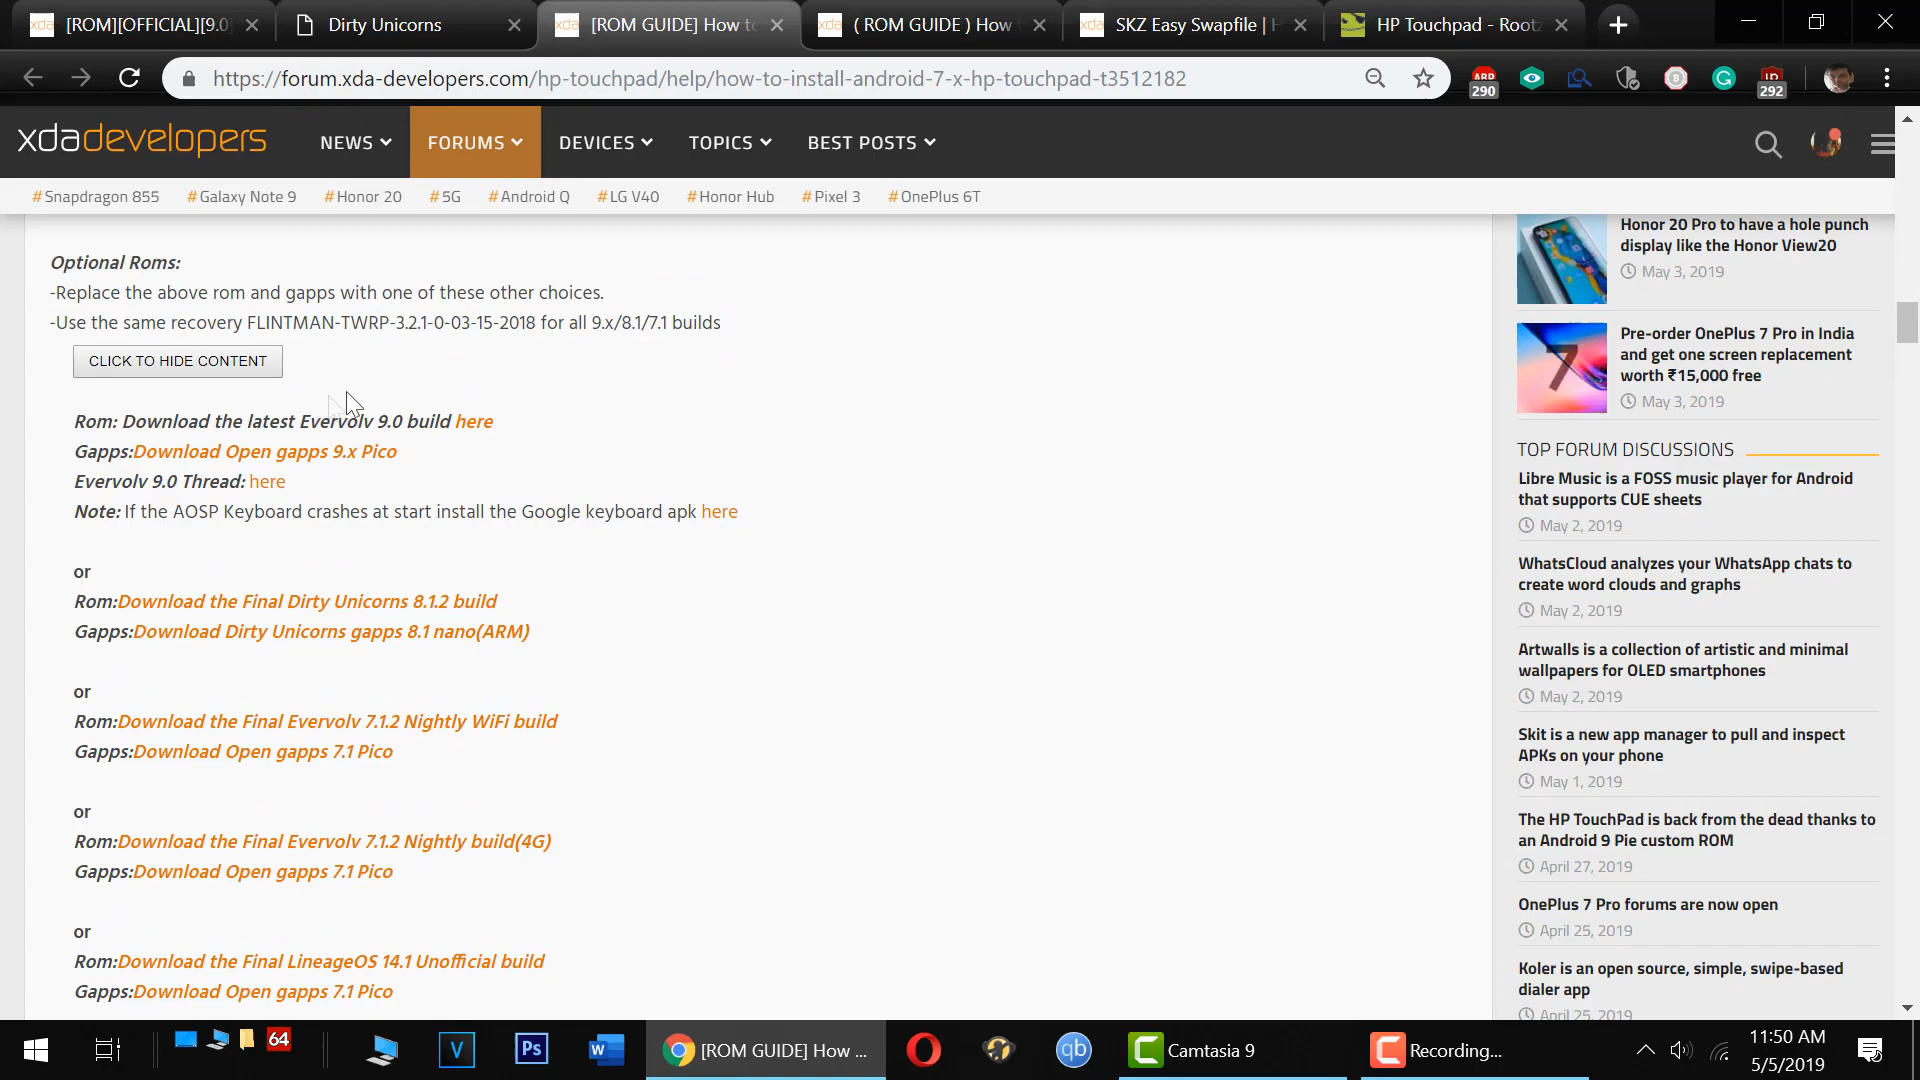 [ROM][OFFICIAL][9.0]
Dirty Unicorns
[ROM GUIDE] How to
( ROM GUIDE ) How
SKZ Easy Swapfile |
HP Touchpad - Rootz
https://forum.xda-developers.com/hp-touchpad/help/how-to-install-android-7-x-hp-touchpad-t3512182
ABP
290
292
xdadevelopers
NEWS
FORUMS
DEVICES
TOPICS
BEST POSTS
#Snapdragon 855
#Galaxy Note 9
#Honor 20
#5G
#Android Q
#LG V40
#Honor Hub
#Pixel 3
#OnePlus 6T
Optional Roms:
-Replace the above rom and gapps with one of these other choices.
-Use the same recovery FLINTMAN-TWRP-3.2.1-0-03-15-2018 for all 9.x/8.1/7.1 builds
CLICK TO HIDE CONTENT
Rom: Download the latest Evervolv 9.0 build here
Gapps:Download Open gapps 9.x Pico
Evervolv 9.0 Thread: here
Note: If the AOSP Keyboard crashes at start install the Google keyboard apk here
or
Rom:Download the Final Dirty Unicorns 8.1.2 build
Gapps:Download Dirty Unicorns gapps 8.1 nano(ARM)
or
Rom:Download the Final Evervolv 7.1.2 Nightly WiFi build
Gapps:Download Open gapps 7.1 Pico
or
Rom:Download the Final Evervolv 7.1.2 Nightly build(4G)
Gapps:Download Open gapps 7.1 Pico
or
Rom:Download the Final LineageOS 14.1 Unofficial build
Gapps:Download Open gapps 7.1 Pico
Honor 20 Pro to have a hole punch
display like the Honor View20
May 3, 2019
Pre-order OnePlus 7 Pro in India
and get one screen replacement
worth ₹15,000 free
May 3, 2019
TOP FORUM DISCUSSIONS
Libre Music is a FOSS music player for Android
that supports CUE sheets
May 2, 2019
WhatsCloud analyzes your WhatsApp chats to
create word clouds and graphs
May 2, 2019
Artwalls is a collection of artistic and minimal
wallpapers for OLED smartphones
May 2, 2019
Skit is a new app manager to pull and inspect
APKs on your phone
May 1, 2019
The HP TouchPad is back from the dead thanks to
an Android 9 Pie custom ROM
April 27, 2019
OnePlus 7 Pro forums are now open
April 25, 2019
Koler is an open source, simple, swipe-based
dialer app
April 25, 2019
64
V
Ps
W
[ROM GUIDE] How ...
qb
C
Camtasia 9
C
Recording...
11:50 AM
5/5/2019